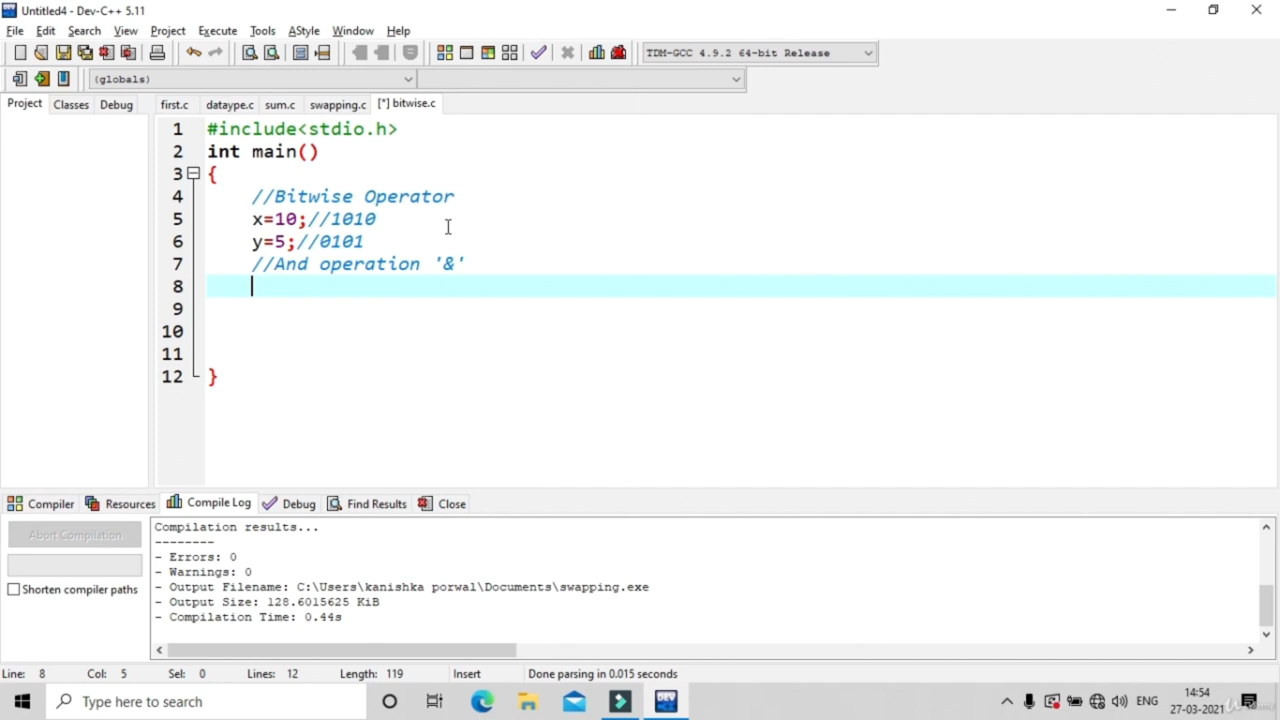 Untitled4 - Dev-C++ 5.11
File Edit Search View Project Execute Tools AStyle Window Help
TDM-GCC 4.9.2 64-bit Release
(globals)
Project Classes Debug first.c dataype.c sum.c swapping.c [*] bitwise.c
1 #include<stdio.h>
2 int main()
3 {
4 //Bitwise Operator
5 x=10;//1010
6 y=5;//0101
7 //And operation '&'
8
9
10
11
12 }
Compiler Resources Compile Log Debug Find Results Close
Abort Compilation
Shorten compiler paths
Compilation results...
--------
- Errors: 0
- Warnings: 0
- Output Filename: C:\Users\kanishka porwal\Documents\swapping.exe
- Output Size: 128.6015625 KiB
- Compilation Time: 0.44s
Line: 8 Col: 5 Sel: 0 Lines: 12 Length: 119 Insert Done parsing in 0.015 seconds
Type here to search
DEV
ENG
14:54
27-03-2021